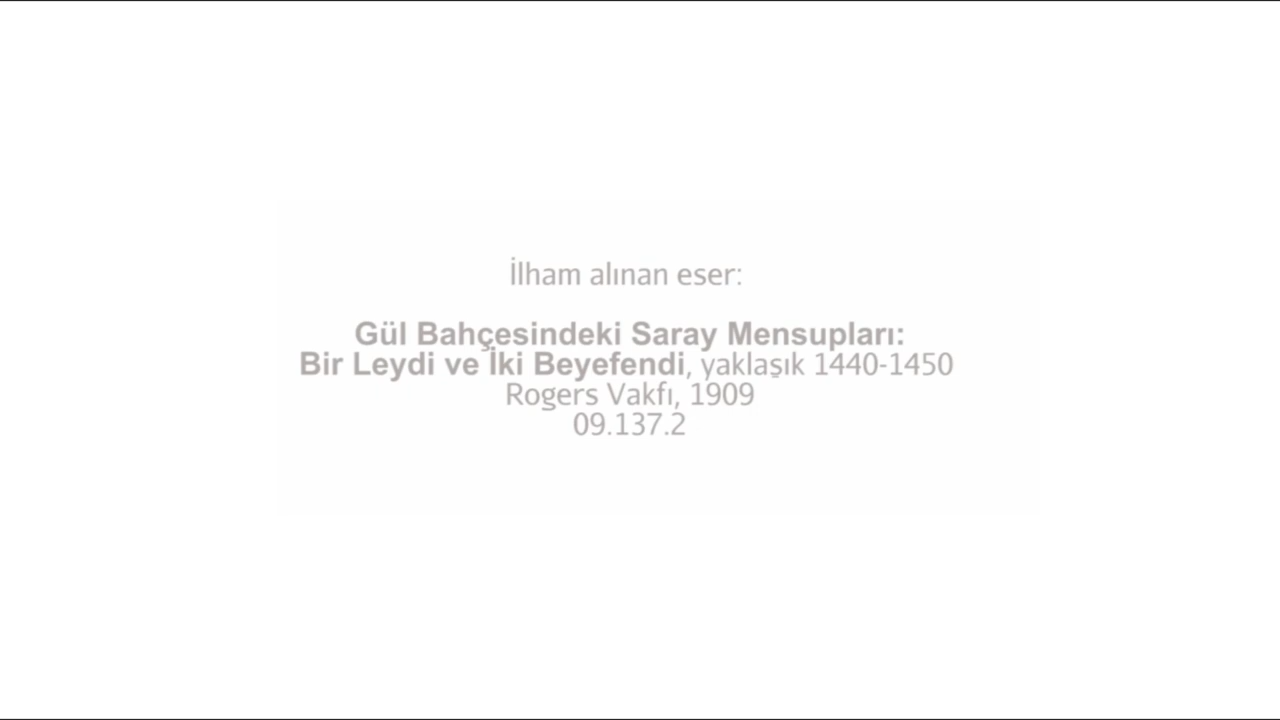 İlham alınan eser:
Gül Bahçesindeki Saray Mensupları:
Bir Leydi ve İki Beyefendi, yaklaşık 1440-1450
Rogers Vakfı, 1909
09.137.2